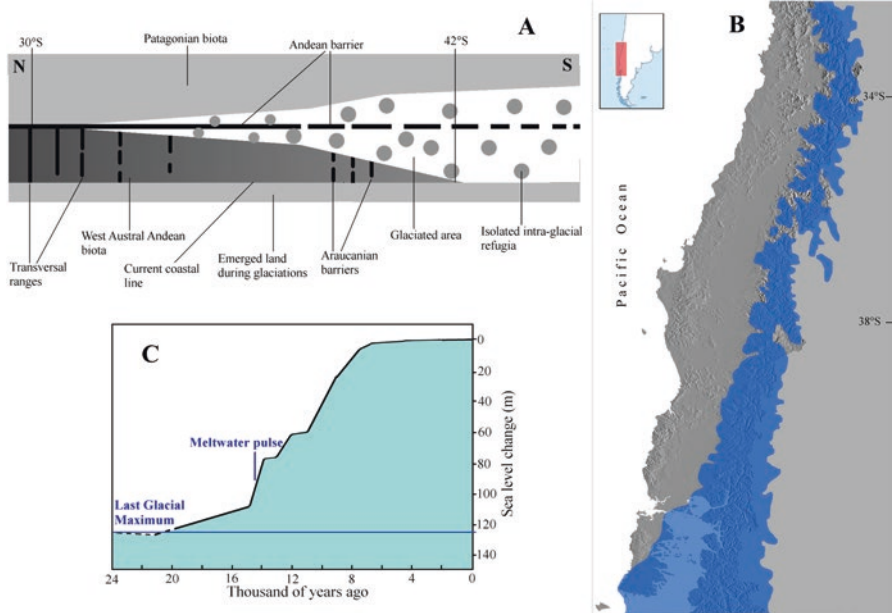 A
30°S
Patagonian biota
Andean barrier
42°S
N
S
West Austral Andean
biota
Transversal
ranges
Current coastal
line
Emerged land
during glaciations
Araucanian
barriers
Glaciated area
Isolated intra-glacial
refugia
B
34°S
Pacific Ocean
38°S
C
Meltwater pulse
Last Glacial
Maximum
0
20
40
60
80
100
120
140
Sea level change (m)
24
20
16
12
8
4
0
Thousand of years ago